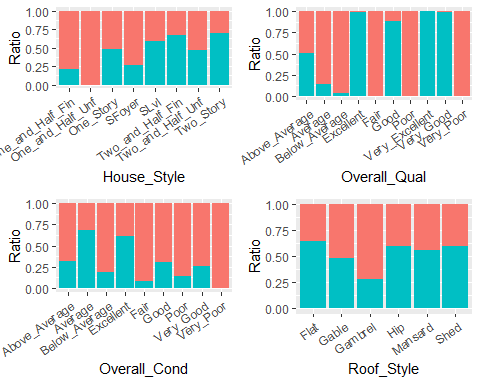 1.00
0.75
0.50
0.25
0.00
Ratio
One_and_Half_Fin
One_and_Half_Unf
One_Story
SFoyer
SLvl
Two_and_Half_Fin
Two_and_Half_Unf
Two_Story
House_Style
1.00
0.75
0.50
0.25
0.00
Ratio
Above_Average
Average
Below_Average
Excellent
Fair
Good
Poor
Very_Excellent
Very_Good
Very_Poor
Overall_Qual
1.00
0.75
0.50
0.25
0.00
Ratio
Above_Average
Average
Below_Average
Excellent
Fair
Good
Poor
Very_Good
Very_Poor
Overall_Cond
1.00
0.75
0.50
0.25
0.00
Ratio
Flat
Gable
Gambrel
Hip
Mansard
Shed
Roof_Style